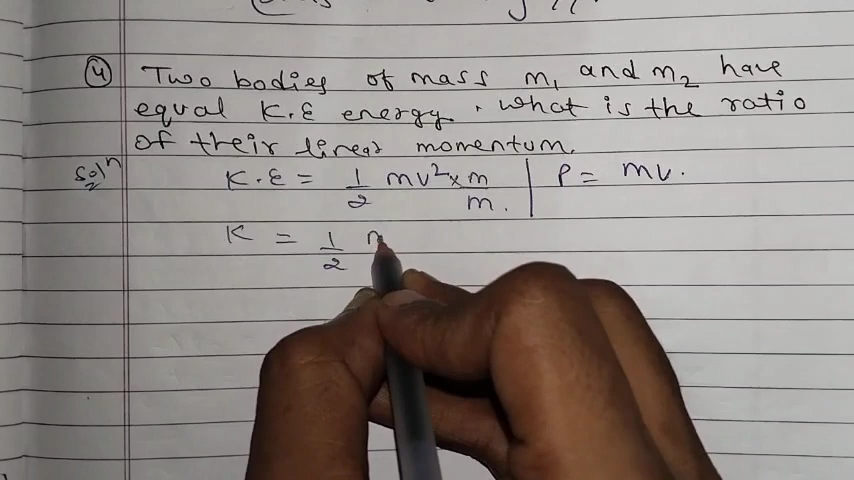 (4) Two bodies of mass m₁ and m₂ have
equal K.E energy. What is the ratio
of their linear momentum.
Solⁿ K.E = 1/2 mv² × m/m. | P = mv.
K = 1/2 m